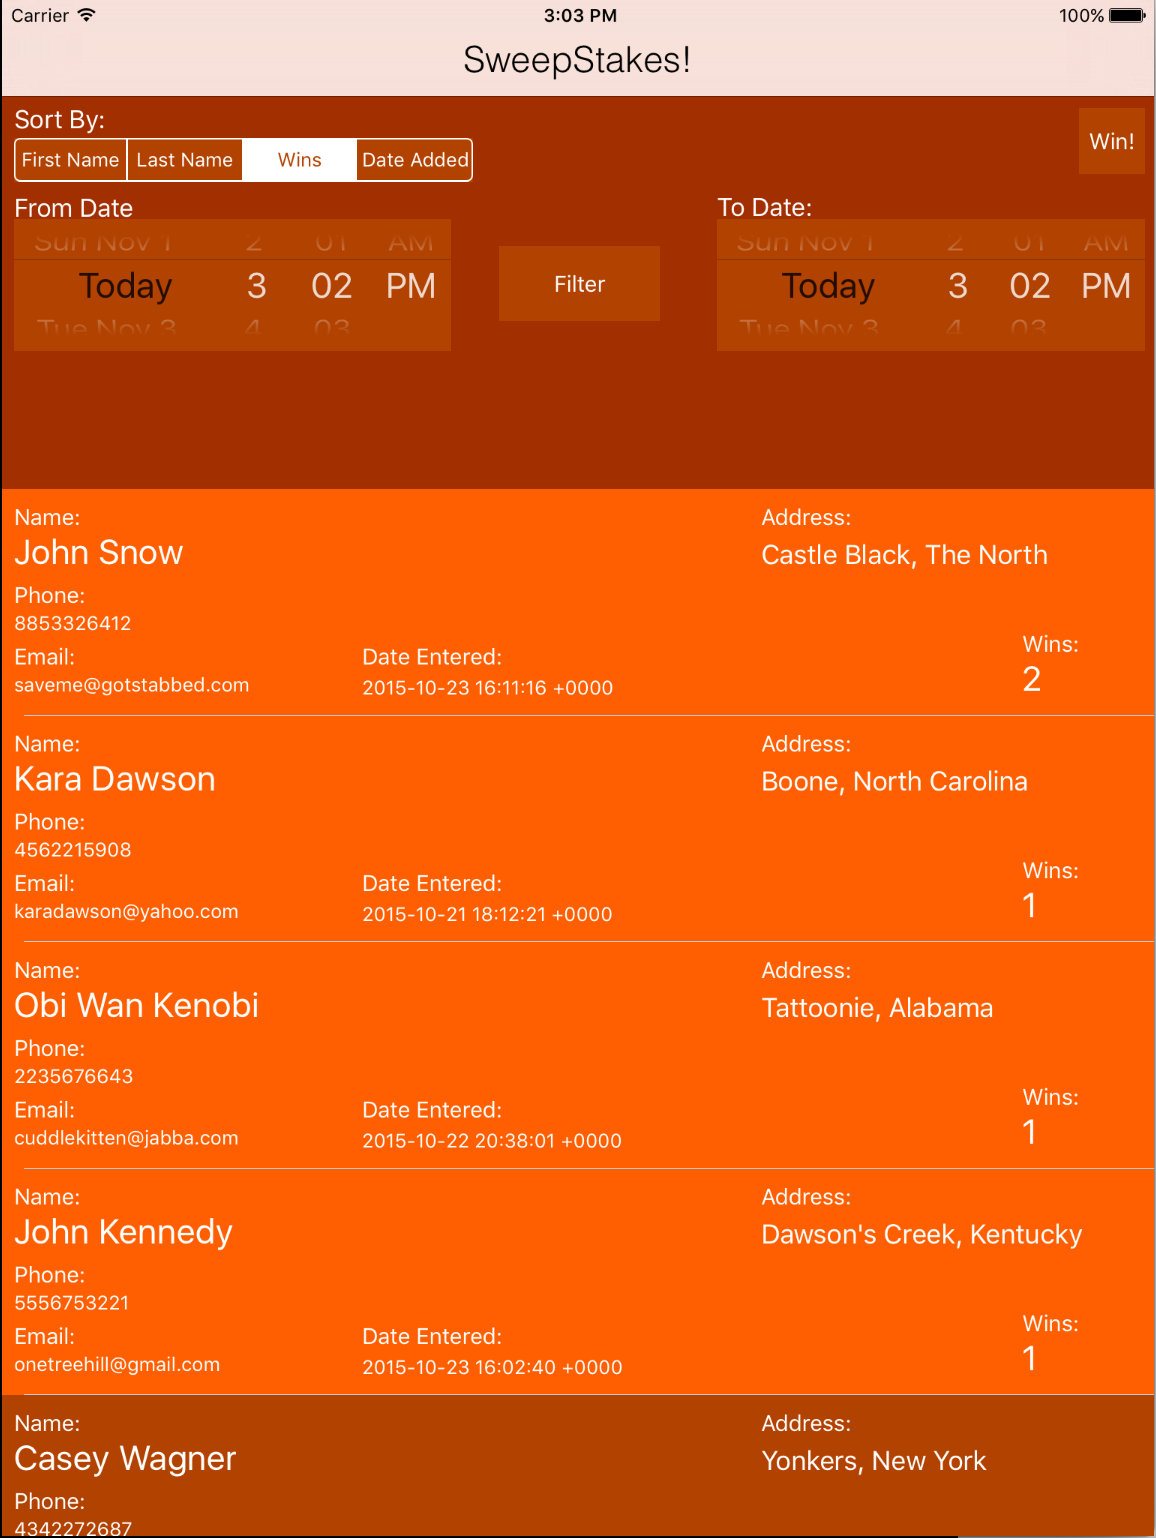 Carrier 3:03 PM 100%
SweepStakes!
Sort By:
First Name Last Name Wins Date Added
Win!
From Date
To Date:
Sun Nov 1 2 01 AM
Today 3 02 PM
Tue Nov 3 4 03
Filter
Sun Nov 1 2 01 AM
Today 3 02 PM
Tue Nov 3 4 03
Name:
John Snow
Address:
Castle Black, The North
Phone:
8853326412
Email:
saveme@gotstabbed.com
Date Entered:
2015-10-23 16:11:16 +0000
Wins:
2
Name:
Kara Dawson
Address:
Boone, North Carolina
Phone:
4562215908
Email:
karadawson@yahoo.com
Date Entered:
2015-10-21 18:12:21 +0000
Wins:
1
Name:
Obi Wan Kenobi
Address:
Tattoonie, Alabama
Phone:
2235676643
Email:
cuddlekitten@jabba.com
Date Entered:
2015-10-22 20:38:01 +0000
Wins:
1
Name:
John Kennedy
Address:
Dawson's Creek, Kentucky
Phone:
5556753221
Email:
onetreehill@gmail.com
Date Entered:
2015-10-23 16:02:40 +0000
Wins:
1
Name:
Casey Wagner
Address:
Yonkers, New York
Phone:
4342272687